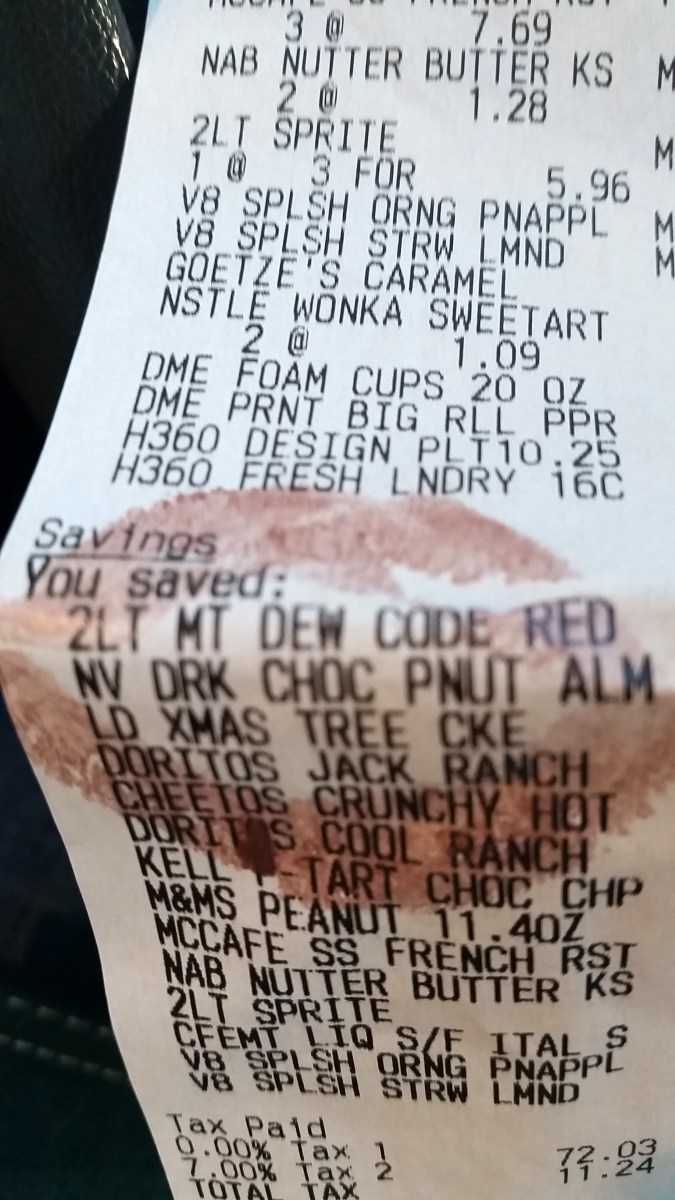 3 @ 7.69
NAB NUTTER BUTTER KS M
2 @ 1.28
2LT SPRITE M
1 @ 3 FOR 5.96
V8 SPLSH ORNG PNAPPL M
V8 SPLSH STRW LMND M
GOETZE'S CARAMEL
NSTLE WONKA SWEETART
2 @ 1.09
DME FOAM CUPS 20 OZ
DME PRNT BIG RLL PPR
H360 DESIGN PLT10.25
H360 FRESH LNDRY 16C
Savings
You saved:
2LT MT DEW CODE RED
NV DRK CHOC PNUT ALM
LD XMAS TREE CKE
DORITOS JACK RANCH
CHEETOS CRUNCHY HOT
DORITOS COOL RANCH
KELL P-TART CHOC CHP
M&MS PEANUT 11.4OZ
MCCAFE SS FRENCH RST
NAB NUTTER BUTTER KS
2LT SPRITE
CFEMT LIQ S/F ITAL S
V8 SPLSH ORNG PNAPPL
V8 SPLSH STRW LMND
Tax Paid
0.00% Tax 1 72.03
7.00% Tax 2 11.24
TOTAL TAX